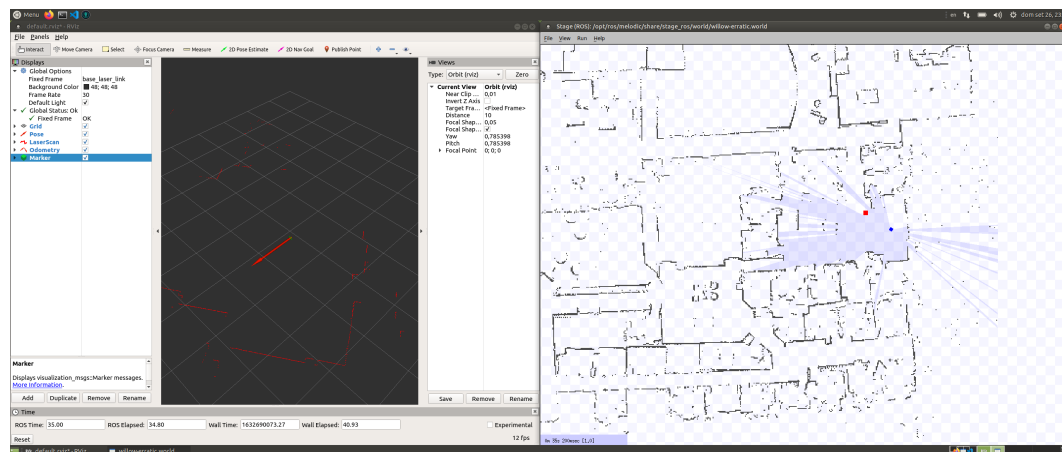 Menu
en
dom set 26, 23
default.rviz* - RViz
Stage (ROS): /opt/ros/melodic/share/stage_ros/world/willow-erratic.world
File Panels Help
File View Run Help
Interact Move Camera Select Focus Camera Measure 2D Pose Estimate 2D Nav Goal Publish Point
Displays
Global Options
Fixed Frame base_laser_link
Background Color 48; 48; 48
Frame Rate 30
Default Light
Global Status: Ok
Fixed Frame OK
Grid
Pose
LaserScan
Odometry
Marker
Marker
Displays visualization_msgs::Marker messages.
More Information.
Add Duplicate Remove Rename
Views
Type: Orbit (rviz) Zero
Current View Orbit (rviz)
Near Clip ... 0,01
Invert Z Axis
Target Fra... <Fixed Frame>
Distance 10
Focal Shap... 0,05
Focal Shap...
Yaw 0,785398
Pitch 0,785398
Focal Point 0; 0; 0
Save Remove Rename
Time
ROS Time: 35.00 ROS Elapsed: 34.80 Wall Time: 1632690073.27 Wall Elapsed: 40.93 Experimental
Reset 12 fps
0m 35s 200msec [1.0]
default.rviz* - RViz
willow-erratic.world